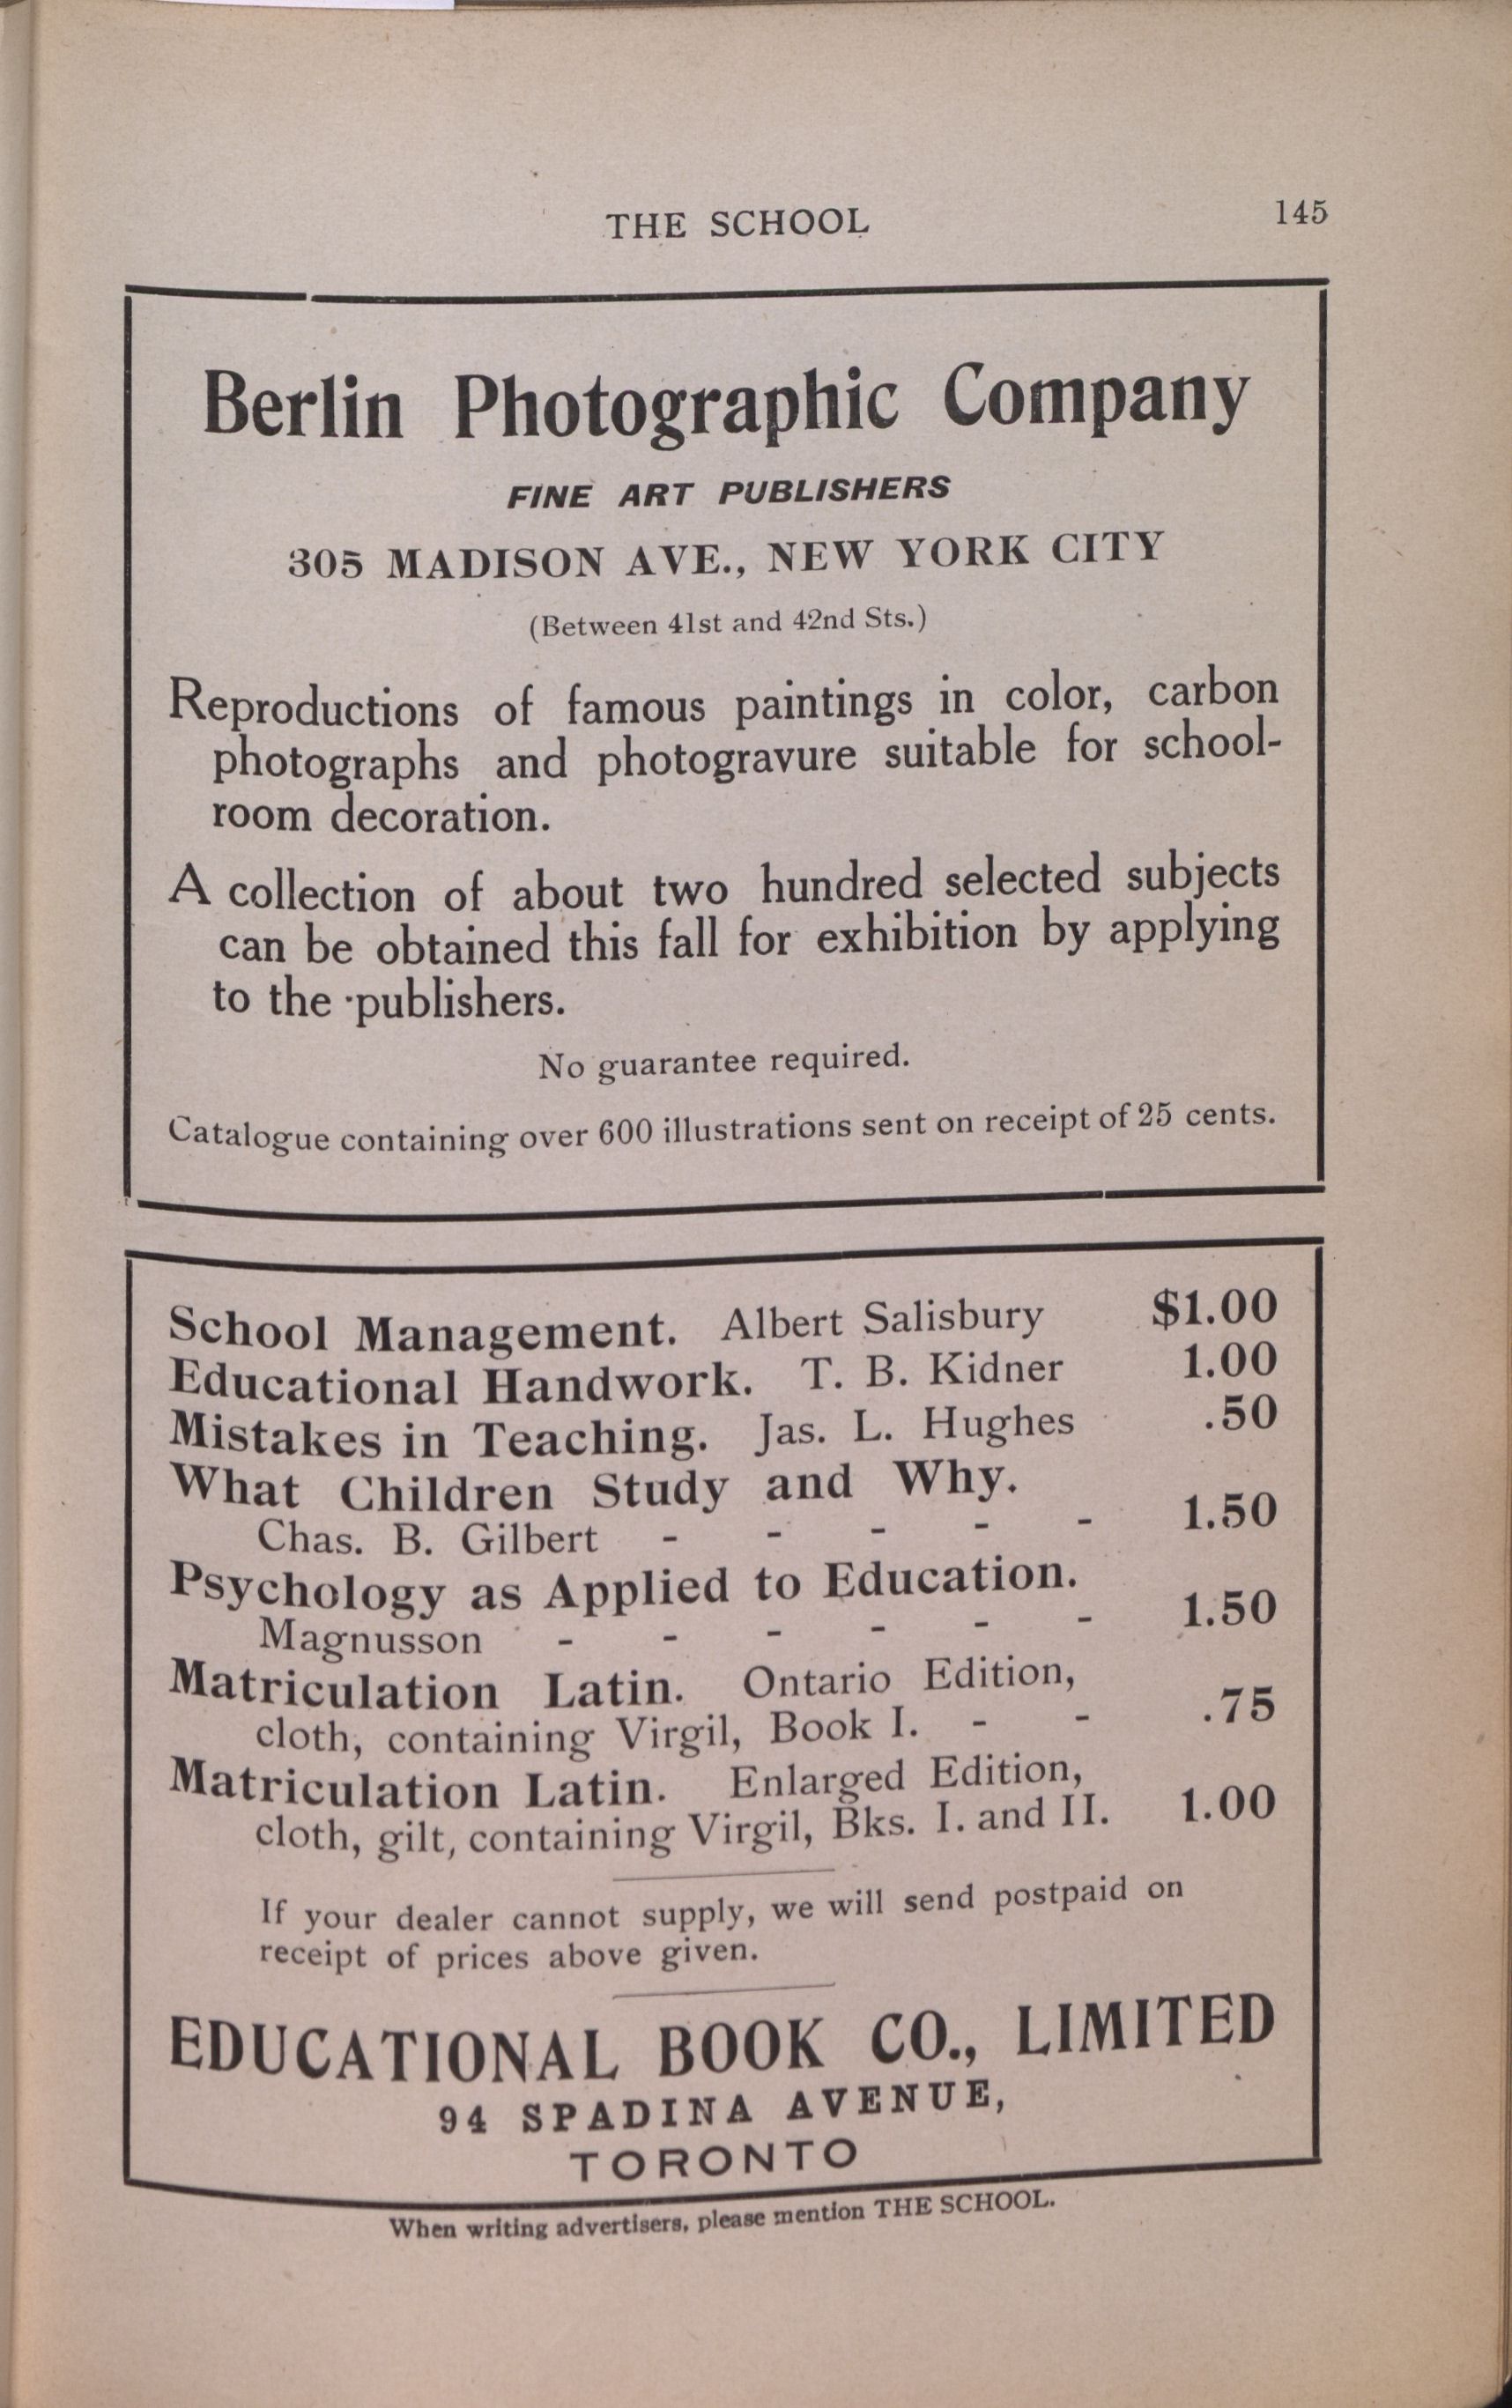 THE SCHOOL 145
Berlin Photographic Company
FINE ART PUBLISHERS
305 MADISON AVE., NEW YORK CITY
(Between 41st and 42nd Sts.)
Reproductions of famous paintings in color, carbon
photographs and photogravure suitable for school-
room decoration.
A collection of about two hundred selected subjects
can be obtained this fall for exhibition by applying
to the publishers.
No guarantee required.
Catalogue containing over 600 illustrations sent on receipt of 25 cents.
School Management. Albert Salisbury $1.00
Educational Handwork. T. B. Kidner 1.00
Mistakes in Teaching. Jas. L. Hughes .50
What Children Study and Why.
Chas. B. Gilbert - - - - - 1.50
Psychology as Applied to Education.
Magnusson - - - - - - 1.50
Matriculation Latin. Ontario Edition,
cloth, containing Virgil, Book I. - - .75
Matriculation Latin. Enlarged Edition,
cloth, gilt, containing Virgil, Bks. I. and II. 1.00
If your dealer cannot supply, we will send postpaid on
receipt of prices above given.
EDUCATIONAL BOOK CO., LIMITED
94 SPADINA AVENUE,
TORONTO
When writing advertisers, please mention THE SCHOOL.